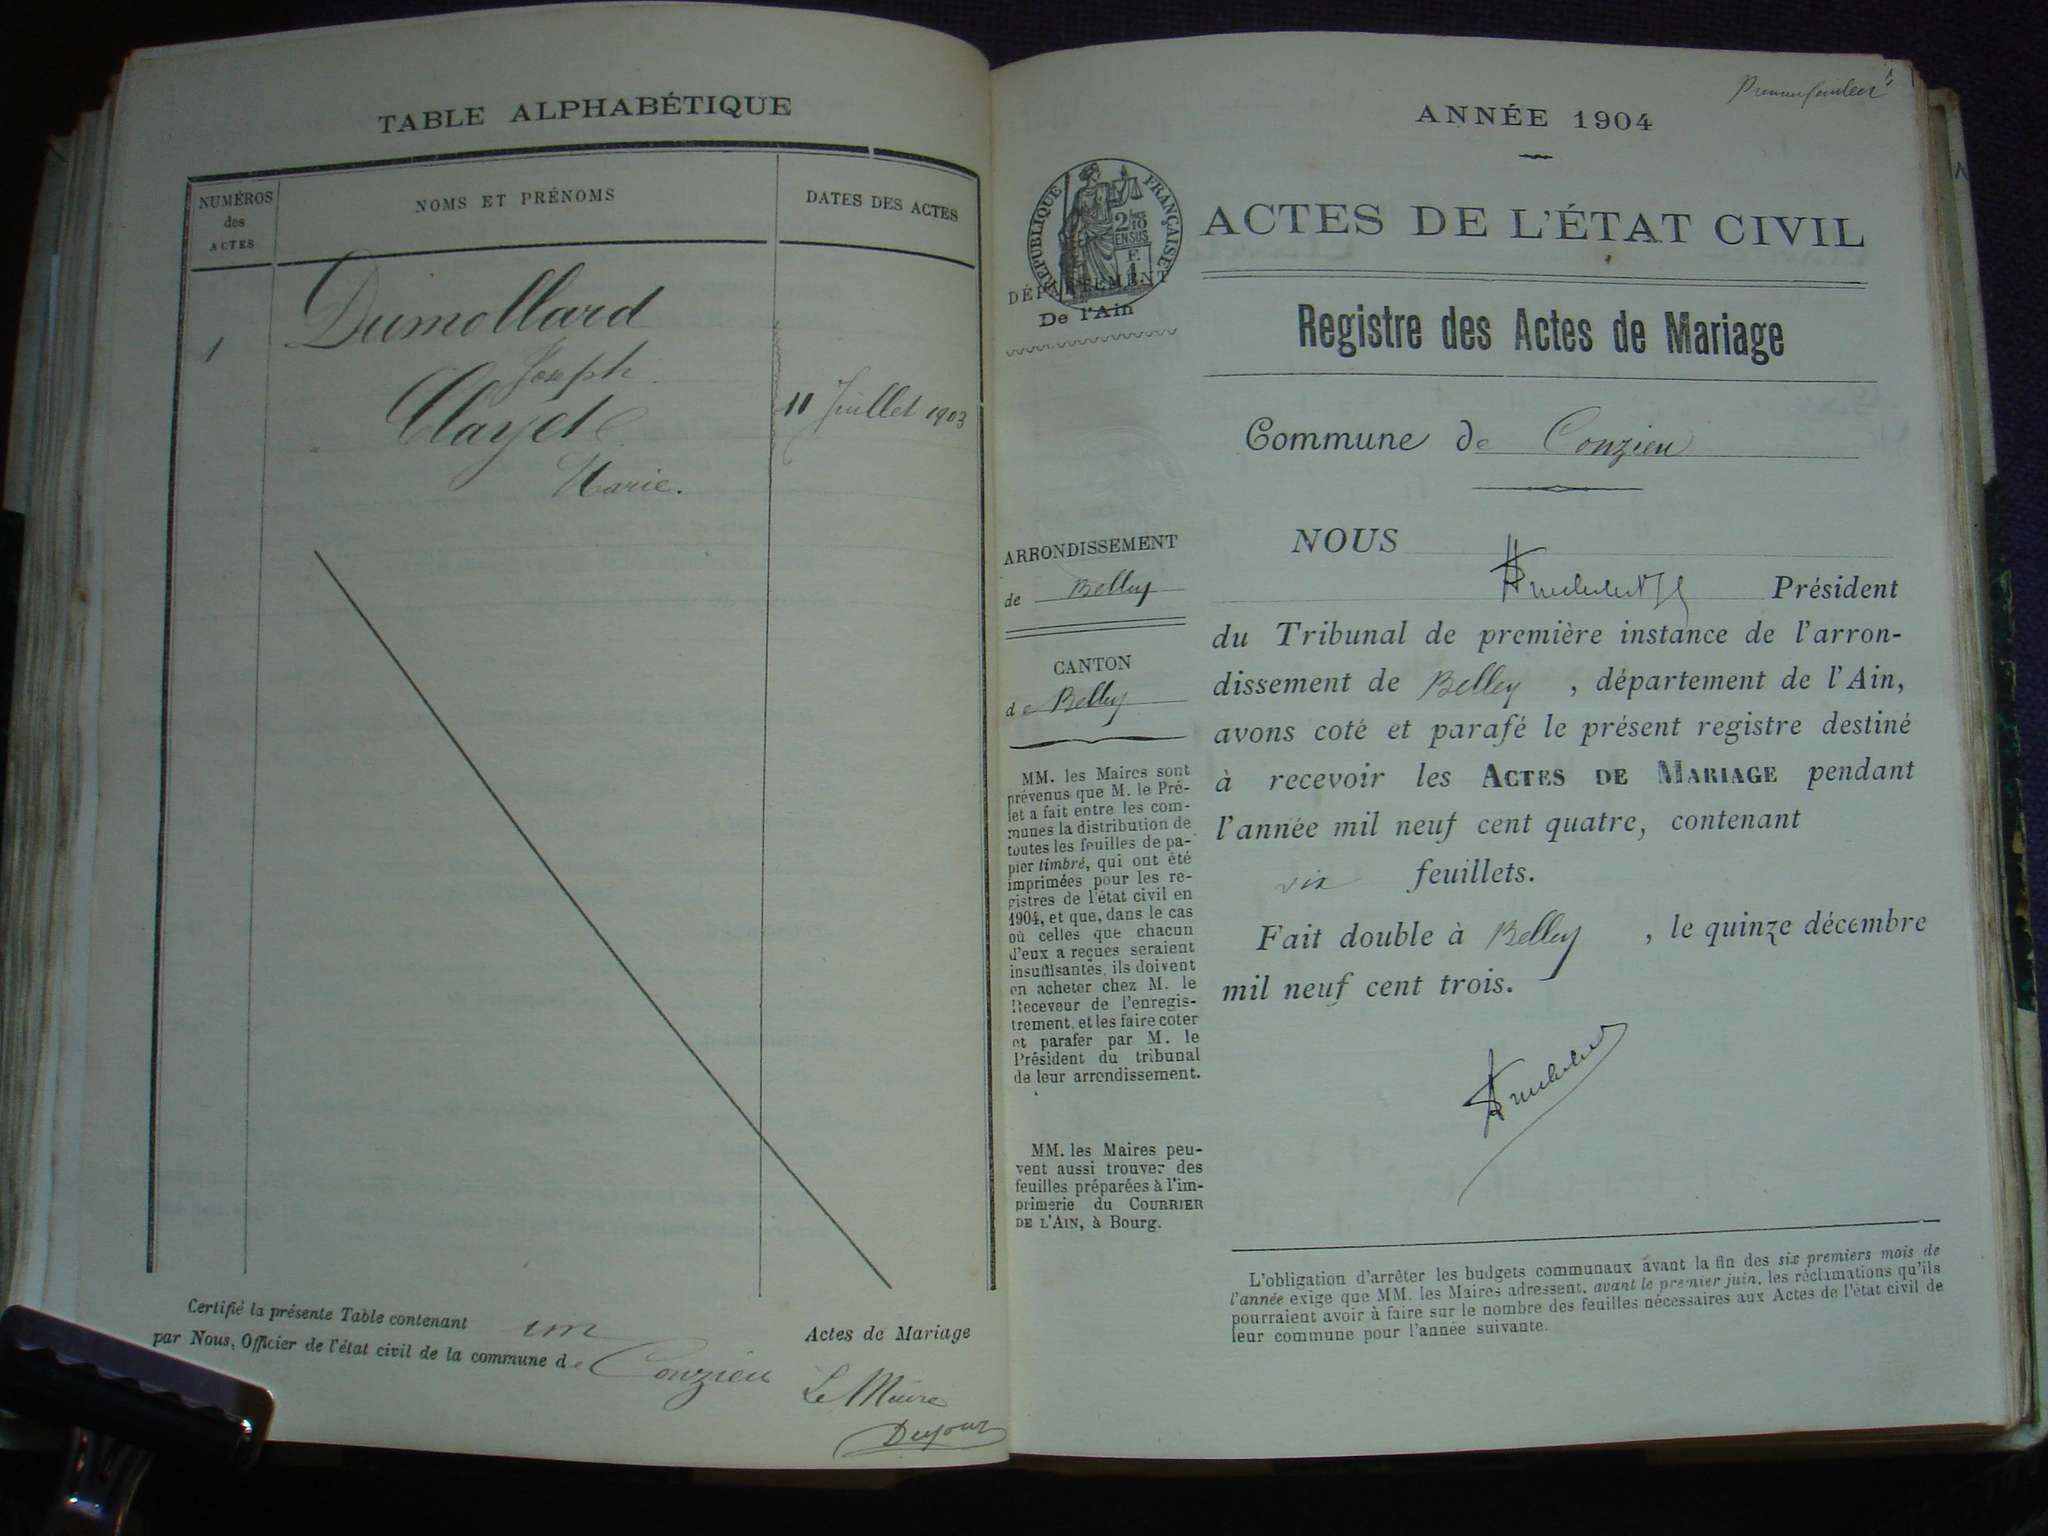 TABLE ALPHABÉTIQUE
NUMÉROS
des
ACTES
NOMS ET PRÉNOMS
DATES DES ACTES
1
Dumollard
Joseph
Clayet
Marie.
11 Juillet 1903
Certifié la présente Table contenant un Actes de Mariage
par Nous, Officier de l'état civil de la commune de Conzieu
Le Maire
Dufour
ANNÉE 1904
RÉPUBLIQUE FRANÇAISE
2/10 EN SUS
DÉPARTEMENT
De l'Ain
ACTES DE L'ÉTAT CIVIL
Registre des Actes de Mariage
Commune de Conzieu
ARRONDISSEMENT
de Belley
CANTON
de Belley
MM. les Maires sont
prévenus que M. le Pré-
fet a fait entre les com-
munes la distribution de
toutes les feuilles de pa-
pier timbré, qui ont été
imprimées pour les re-
gistres de l'état civil en
1904, et que, dans le cas
où celles que chacun
d'eux a reçues seraient
insuffisantes, ils doivent
en acheter chez M. le
Receveur de l'enregis-
trement, et les faire coter
et parafer par M. le
Président du tribunal
de leur arrondissement.
MM. les Maires peu-
vent aussi trouver des
feuilles préparées à l'im-
primerie du COURRIER
DE L'AIN, à Bourg.
NOUS
Président
du Tribunal de première instance de l'arron-
dissement de Belley, département de l'Ain,
avons coté et parafé le présent registre destiné
à recevoir les ACTES DE MARIAGE pendant
l'année mil neuf cent quatre, contenant
six feuillets.
Fait double à Belley, le quinze décembre
mil neuf cent trois.
L'obligation d'arrêter les budgets communaux avant la fin des six premiers mois de
l'année exige que MM. les Maires adressent, avant le premier juin, les réclamations qu'ils
pourraient avoir à faire sur le nombre des feuilles nécessaires aux Actes de l'état civil de
leur commune pour l'année suivante.